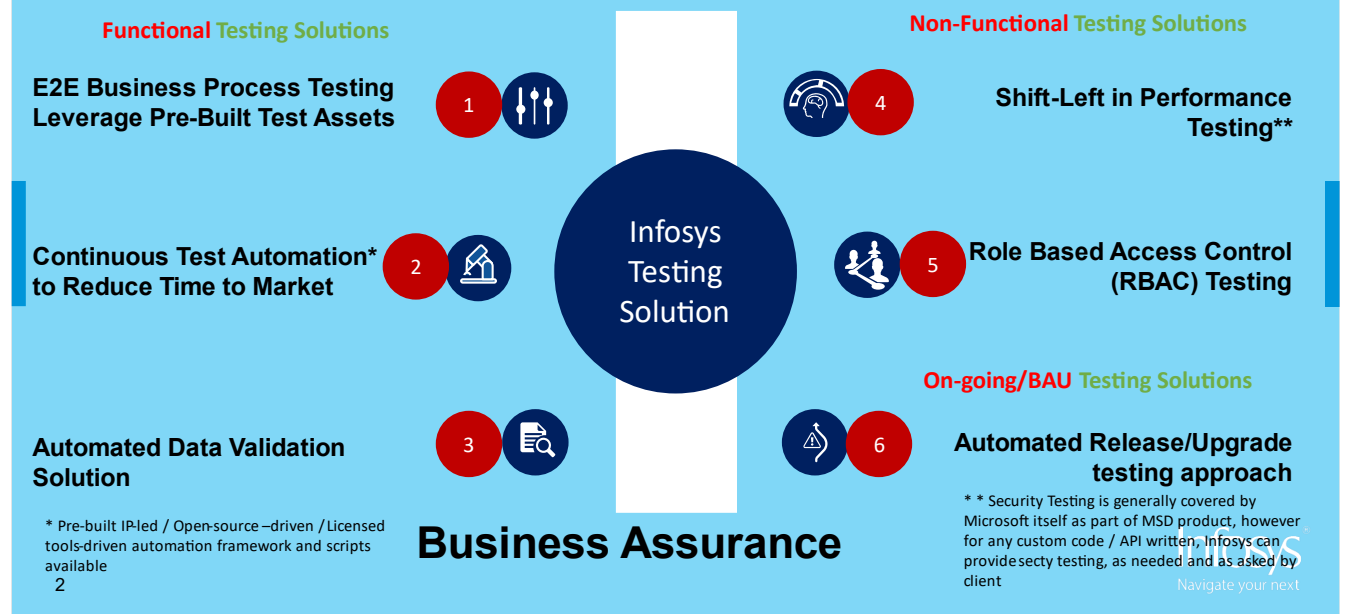 Functional Testing Solutions
E2E Business Process Testing
Leverage Pre-Built Test Assets
1
Continuous Test Automation*
to Reduce Time to Market
2
Automated Data Validation
Solution
3
* Pre-built IP-led / Open-source –driven / Licensed
tools-driven automation framework and scripts
available
2
Infosys
Testing
Solution
Business Assurance
Non-Functional Testing Solutions
4
Shift-Left in Performance
Testing**
5
Role Based Access Control
(RBAC) Testing
On-going/BAU Testing Solutions
6
Automated Release/Upgrade
testing approach
* * Security Testing is generally covered by
Microsoft itself as part of MSD product, however
for any custom code / API written, Infosys can
provide secty testing, as needed and as asked by
client
Infosys
Navigate your next